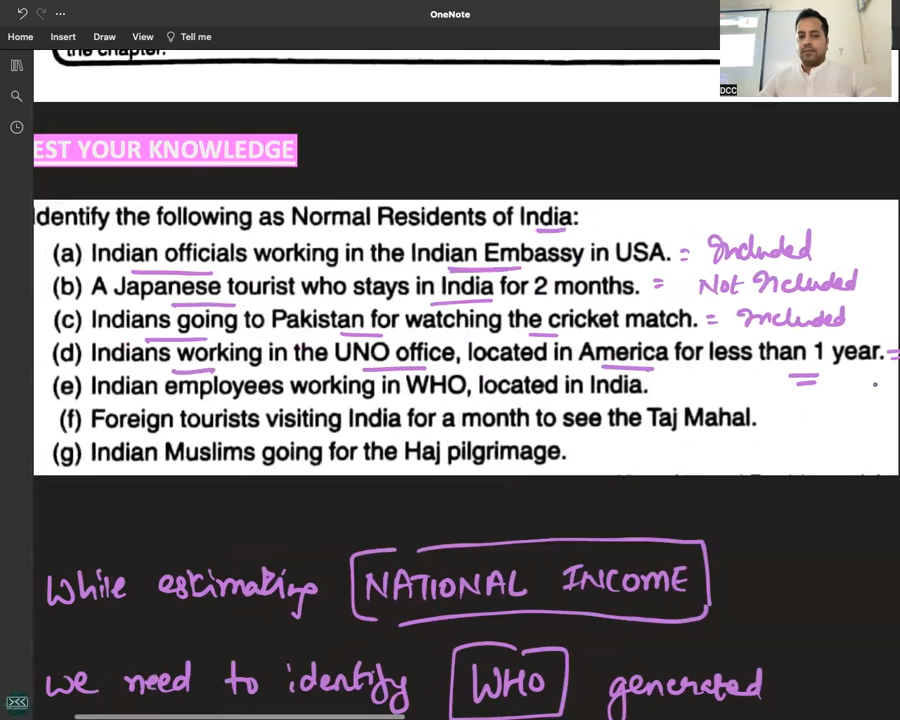 OneNote
Home Insert Draw View Tell me
the chapter.
DCC
EST YOUR KNOWLEDGE
Identify the following as Normal Residents of India:
(a) Indian officials working in the Indian Embassy in USA. = Included
(b) A Japanese tourist who stays in India for 2 months. = Not Included
(c) Indians going to Pakistan for watching the cricket match. = Included
(d) Indians working in the UNO office, located in America for less than 1 year. =
(e) Indian employees working in WHO, located in India.
(f) Foreign tourists visiting India for a month to see the Taj Mahal.
(g) Indian Muslims going for the Haj pilgrimage.
While estimating NATIONAL INCOME
we need to identify WHO generated